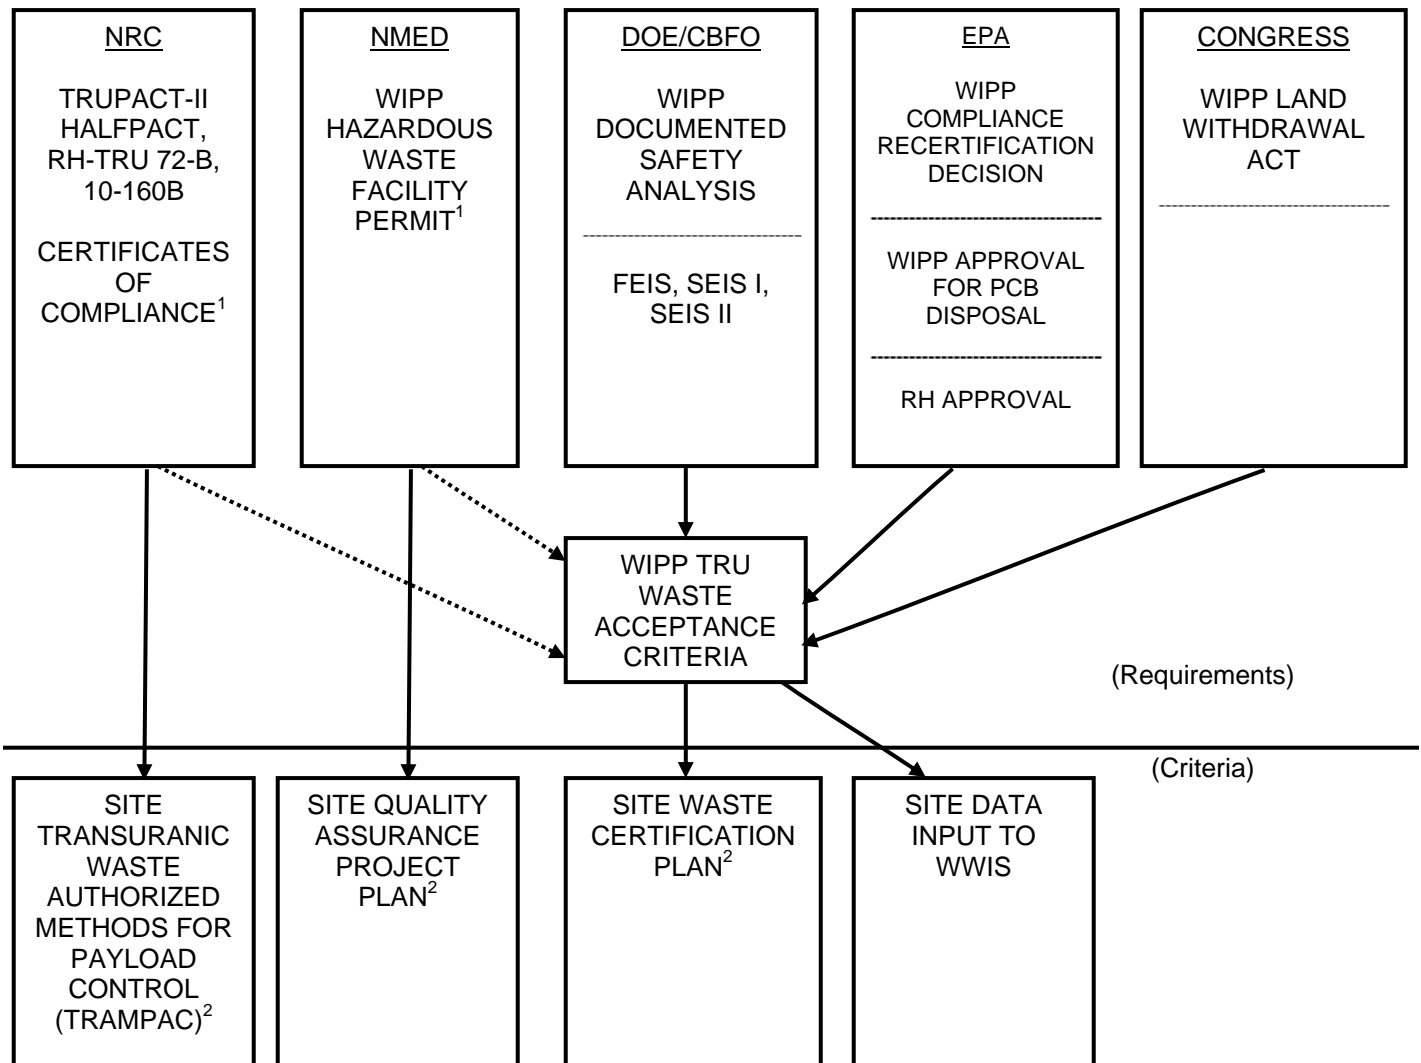 NRC
TRUPACT-II
HALFPACT,
RH-TRU 72-B,
10-160B
CERTIFICATES
OF
COMPLIANCE1
NMED
WIPP
HAZARDOUS
WASTE
FACILITY
PERMIT1
DOE/CBFO
WIPP
DOCUMENTED
SAFETY
ANALYSIS
FEIS, SEIS I,
SEIS II
EPA
WIPP
COMPLIANCE
RECERTIFICATION
DECISION
WIPP APPROVAL
FOR PCB
DISPOSAL
RH APPROVAL
CONGRESS
WIPP LAND
WITHDRAWAL
ACT
WIPP TRU
WASTE
ACCEPTANCE
CRITERIA
(Requirements)
(Criteria)
SITE
TRANSURANIC
WASTE
AUTHORIZED
METHODS FOR
PAYLOAD
CONTROL
(TRAMPAC)2
SITE QUALITY
ASSURANCE
PROJECT
PLAN2
SITE WASTE
CERTIFICATION
PLAN2
SITE DATA
INPUT TO
WWIS